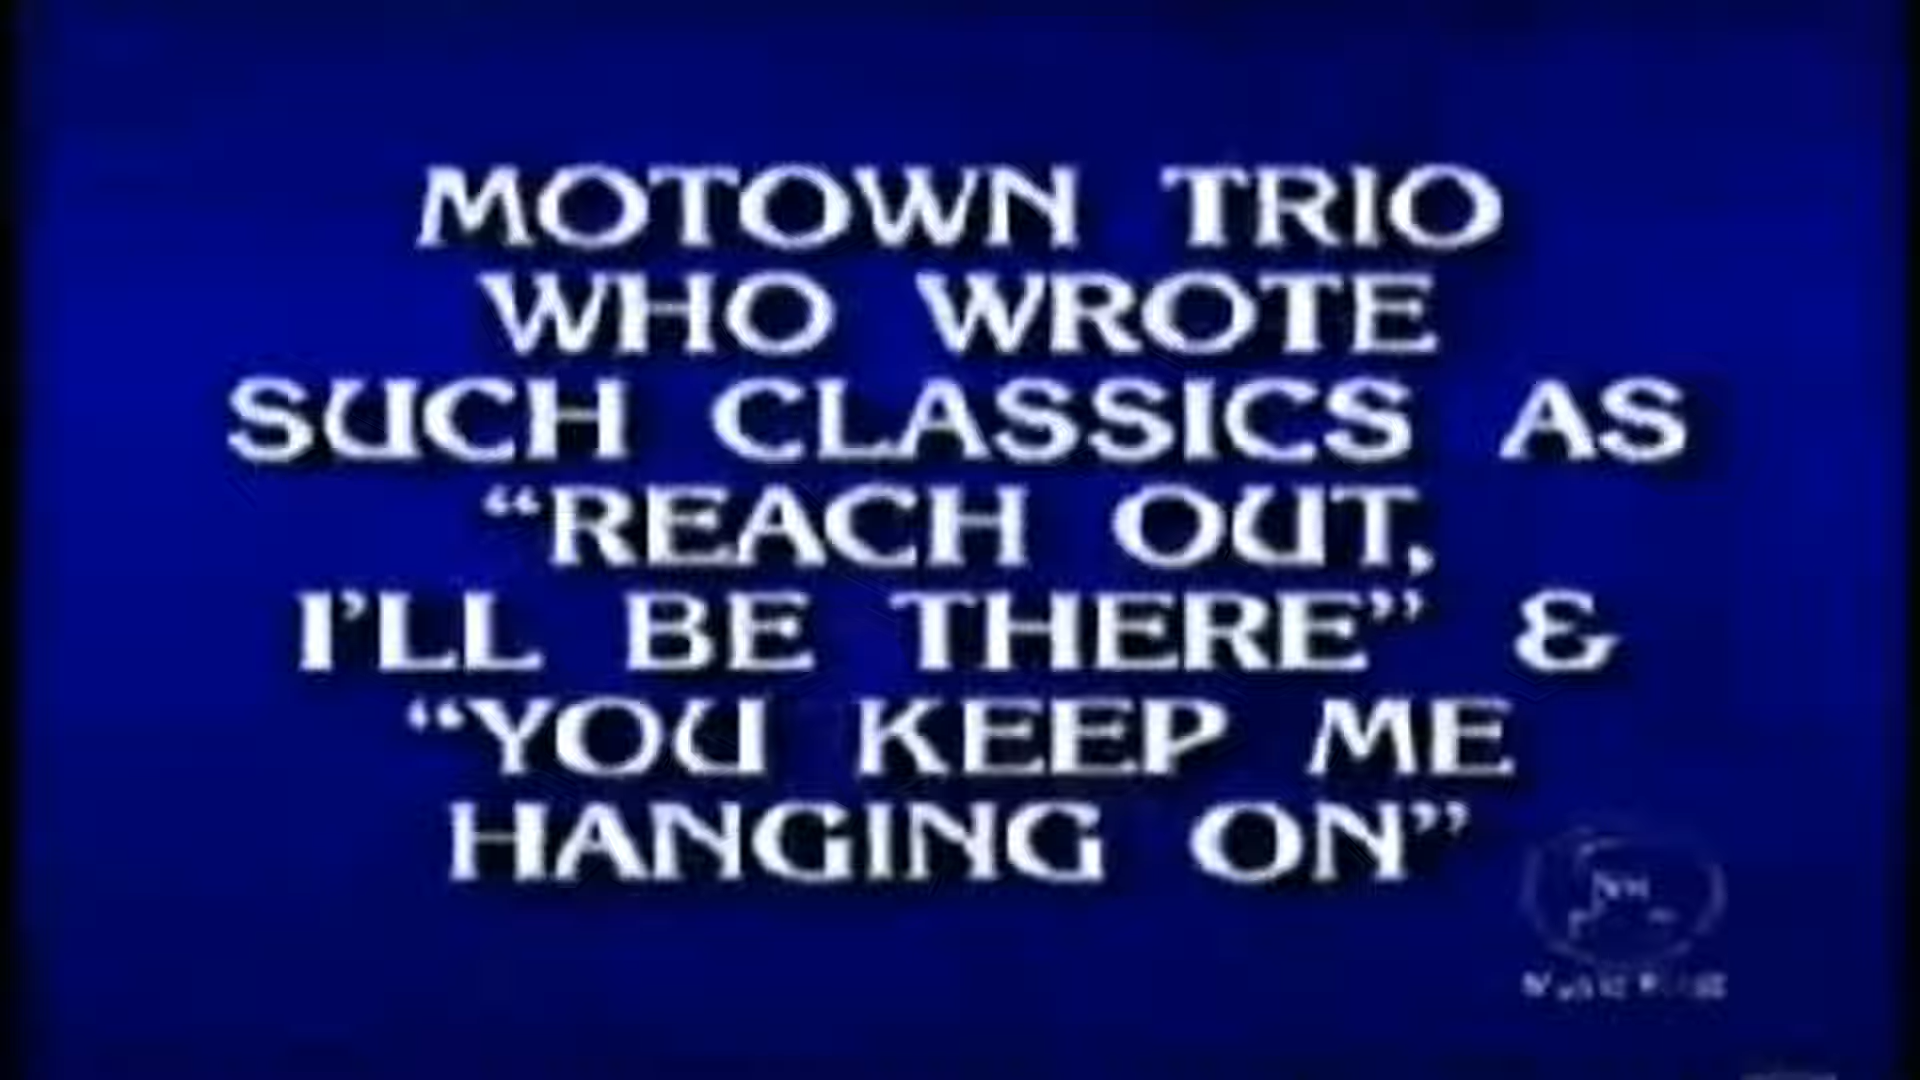 MOTOWN TRIO
WHO WROTE
SUCH CLASSICS AS
“REACH OUT,
I’LL BE THERE” &
“YOU KEEP ME
HANGING ON”